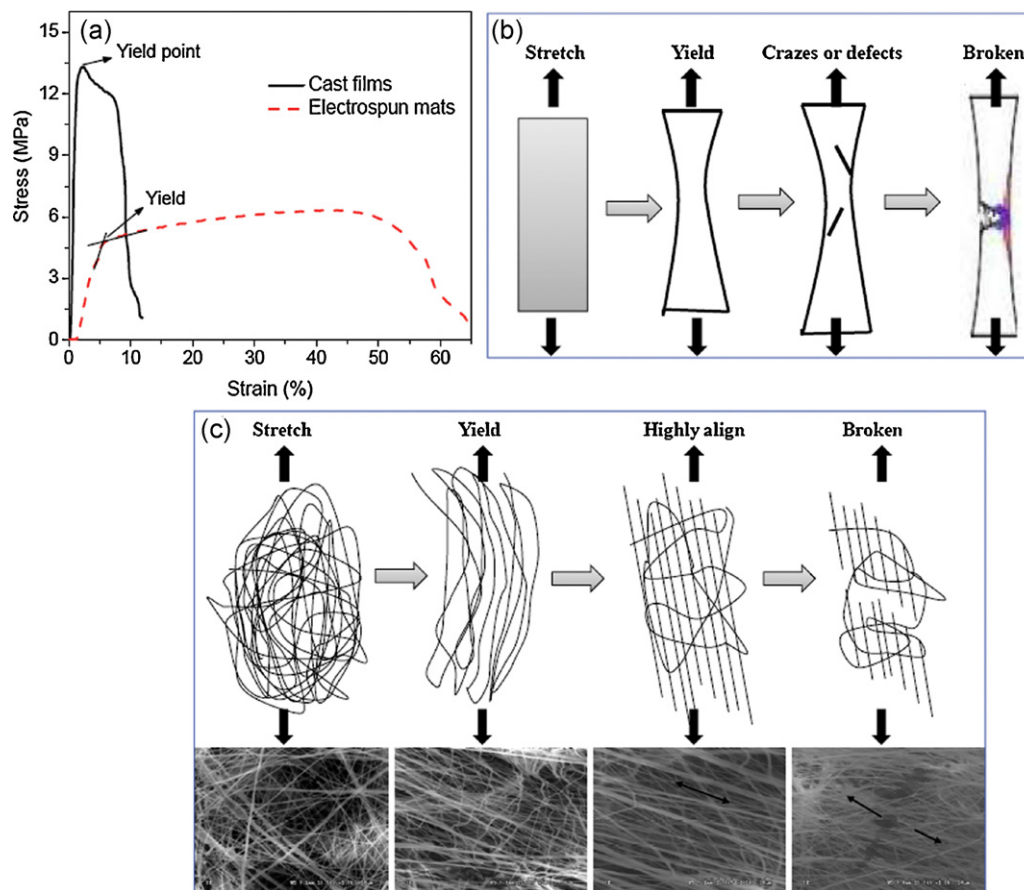 (a)
15
12
9
6
3
0
Stress (MPa)
Yield point
Cast films
Electrospun mats
Yield
0 10 20 30 40 50 60
Strain (%)
(b)
Stretch Yield Crazes or defects Broken
(c)
Stretch Yield Highly align Broken